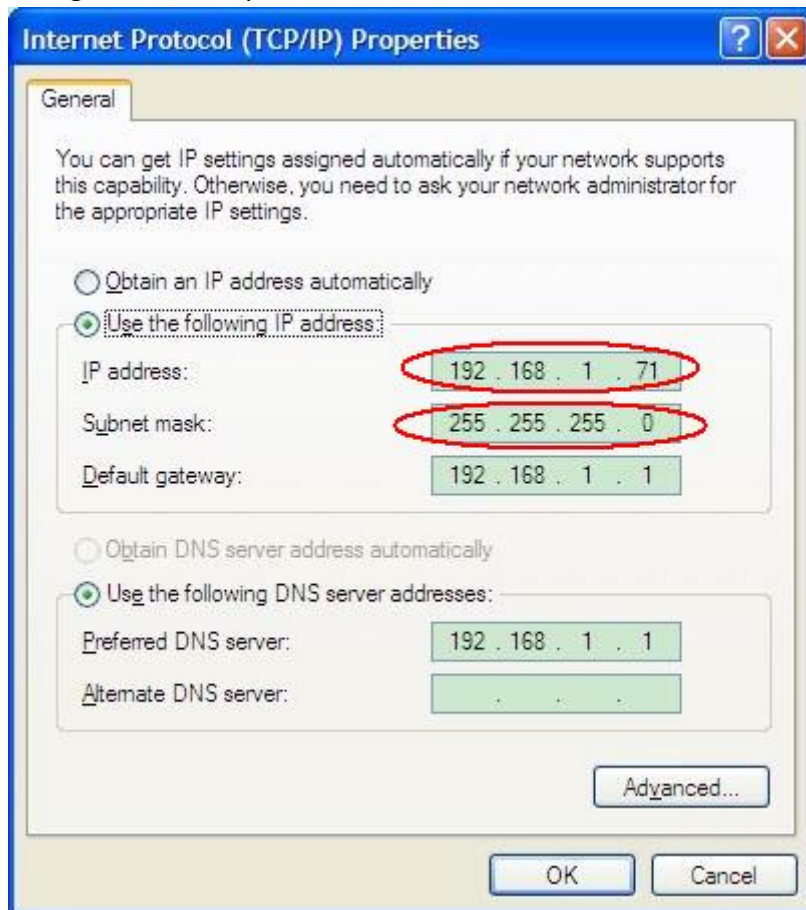 Internet Protocol (TCP/IP) Properties
General
You can get IP settings assigned automatically if your network supports
this capability. Otherwise, you need to ask your network administrator for
the appropriate IP settings.
Obtain an IP address automatically
Use the following IP address:
IP address: 192 . 168 . 1 . 71
Subnet mask: 255 . 255 . 255 . 0
Default gateway: 192 . 168 . 1 . 1
Obtain DNS server address automatically
Use the following DNS server addresses:
Preferred DNS server: 192 . 168 . 1 . 1
Alternate DNS server: . . .
Advanced...
OK Cancel